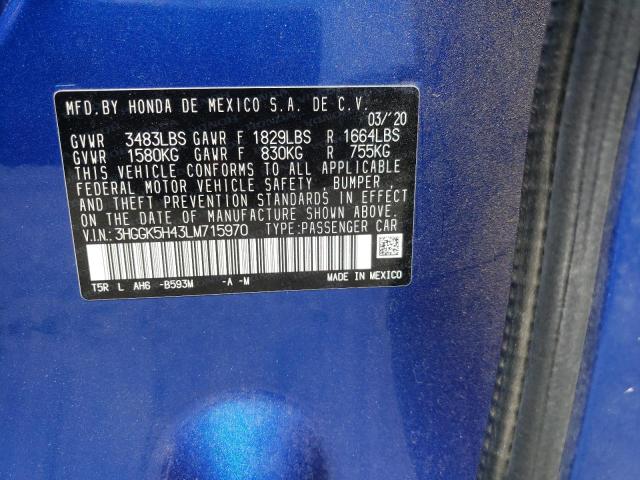 MFD.BY HONDA DE MEXICO S.A. DE C.V.
03/'20
GVWR 3483LBS GAWR F 1829LBS R 1664LBS
GVWR 1580KG GAWR F 830KG R 755KG
THIS VEHICLE CONFORMS TO ALL APPLICABLE
FEDERAL MOTOR VEHICLE SAFETY , BUMPER ,
AND THEFT PREVENTION STANDARDS IN EFFECT
ON THE DATE OF MANUFACTURE SHOWN ABOVE.
V.I.N.: 3HGGK5H43LM715970 TYPE:PASSENGER CAR
T5R L AH6 -B593M -A -M MADE IN MEXICO